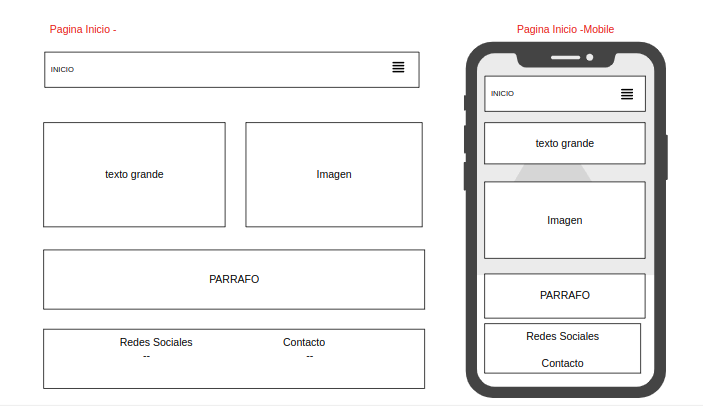 Pagina Inicio -
INICIO
texto grande
Imagen
PARRAFO
Redes Sociales
--
Contacto
--
Pagina Inicio -Mobile
INICIO
texto grande
Imagen
PARRAFO
Redes Sociales
Contacto